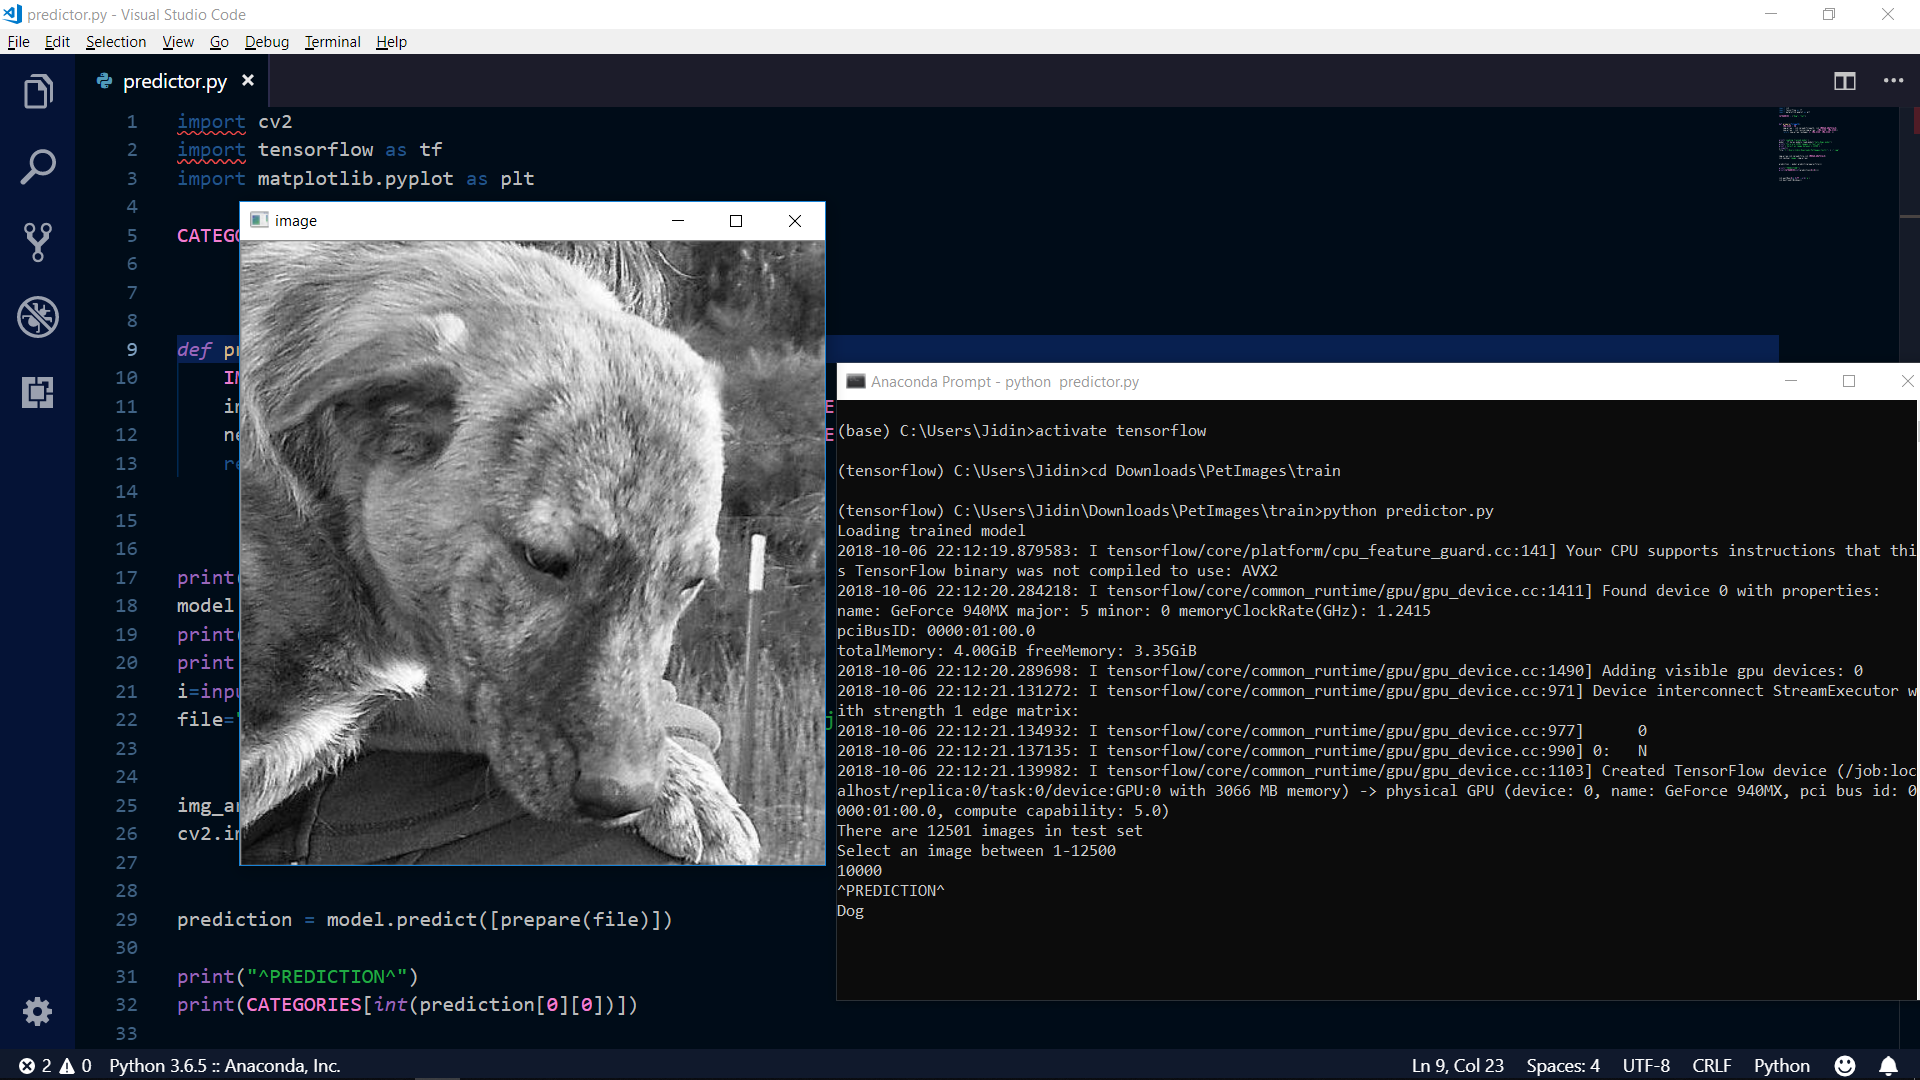 predictor.py - Visual Studio Code
File Edit Selection View Go Debug Terminal Help
predictor.py
1 import cv2
2 import tensorflow as tf
3 import matplotlib.pyplot as plt
4
5 CATEGO
6
7
8
9 def pr
10 IM
11 in
12 ne
13 re
14
15
16
17 print(
18 model
19 print(
20 print
21 i=inpu
22 file="
23
24
25 img_ar
26 cv2.im
27
28
29 prediction = model.predict([prepare(file)])
30
31 print("^PREDICTION^")
32 print(CATEGORIES[int(prediction[0][0])])
33
image
Anaconda Prompt - python predictor.py
(base) C:\Users\Jidin>activate tensorflow
(tensorflow) C:\Users\Jidin>cd Downloads\PetImages\train
(tensorflow) C:\Users\Jidin\Downloads\PetImages\train>python predictor.py
Loading trained model
2018-10-06 22:12:19.879583: I tensorflow/core/platform/cpu_feature_guard.cc:141] Your CPU supports instructions that thi
s TensorFlow binary was not compiled to use: AVX2
2018-10-06 22:12:20.284218: I tensorflow/core/common_runtime/gpu/gpu_device.cc:1411] Found device 0 with properties:
name: GeForce 940MX major: 5 minor: 0 memoryClockRate(GHz): 1.2415
pciBusID: 0000:01:00.0
totalMemory: 4.00GiB freeMemory: 3.35GiB
2018-10-06 22:12:20.289698: I tensorflow/core/common_runtime/gpu/gpu_device.cc:1490] Adding visible gpu devices: 0
2018-10-06 22:12:21.131272: I tensorflow/core/common_runtime/gpu/gpu_device.cc:971] Device interconnect StreamExecutor w
ith strength 1 edge matrix:
2018-10-06 22:12:21.134932: I tensorflow/core/common_runtime/gpu/gpu_device.cc:977] 0
2018-10-06 22:12:21.137135: I tensorflow/core/common_runtime/gpu/gpu_device.cc:990] 0: N
2018-10-06 22:12:21.139982: I tensorflow/core/common_runtime/gpu/gpu_device.cc:1103] Created TensorFlow device (/job:loc
alhost/replica:0/task:0/device:GPU:0 with 3066 MB memory) -> physical GPU (device: 0, name: GeForce 940MX, pci bus id: 0
000:01:00.0, compute capability: 5.0)
There are 12501 images in test set
Select an image between 1-12500
10000
^PREDICTION^
Dog
2 0 Python 3.6.5 :: Anaconda, Inc.
Ln 9, Col 23 Spaces: 4 UTF-8 CRLF Python